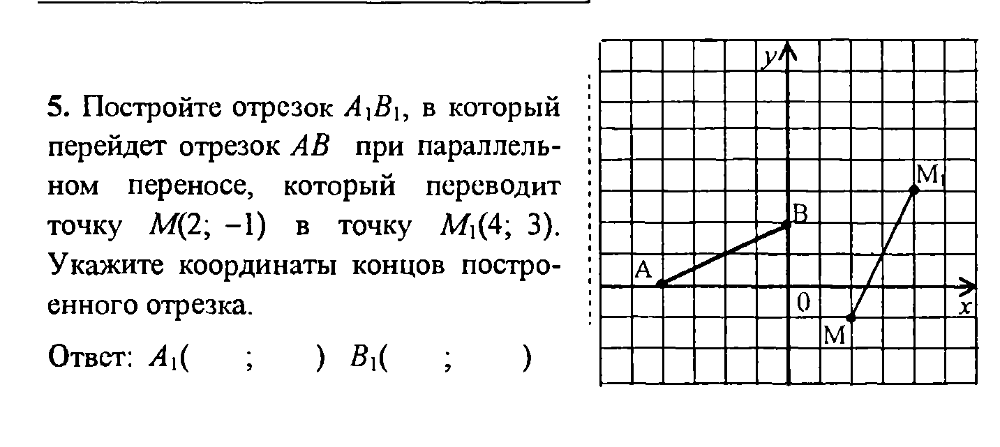 5. Постройте отрезок A₁B₁, в который
перейдет отрезок AB при параллель-
ном переносе, который переводит
точку M(2; −1) в точку M₁(4; 3).
Укажите координаты концов постро-
енного отрезка.
Ответ: A₁( ; ) B₁( ; )
y
M₁
B
A
0
x
M